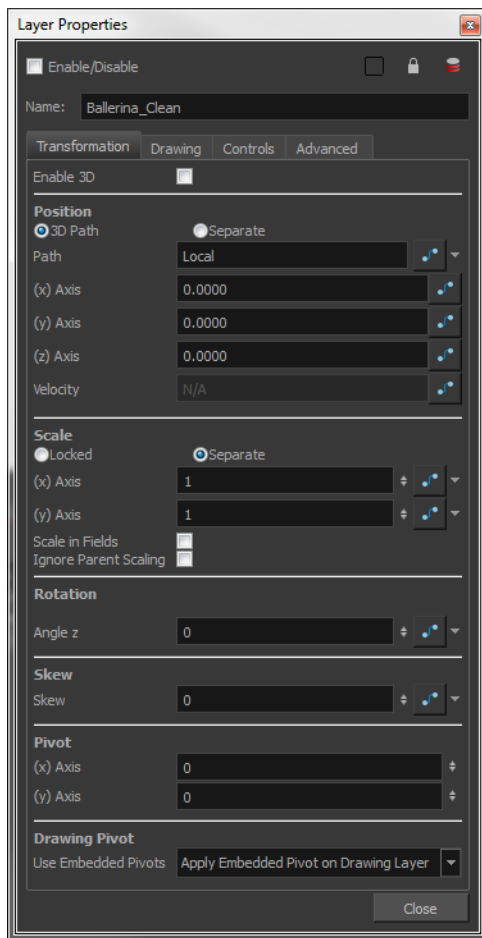 Layer Properties
Enable/Disable
Name: Ballerina_Clean
Transformation Drawing Controls Advanced
Enable 3D
Position
3D Path Separate
Path Local
(x) Axis 0.0000
(y) Axis 0.0000
(z) Axis 0.0000
Velocity N/A
Scale
Locked Separate
(x) Axis 1
(y) Axis 1
Scale in Fields
Ignore Parent Scaling
Rotation
Angle z 0
Skew
Skew 0
Pivot
(x) Axis 0
(y) Axis 0
Drawing Pivot
Use Embedded Pivots Apply Embedded Pivot on Drawing Layer
Close